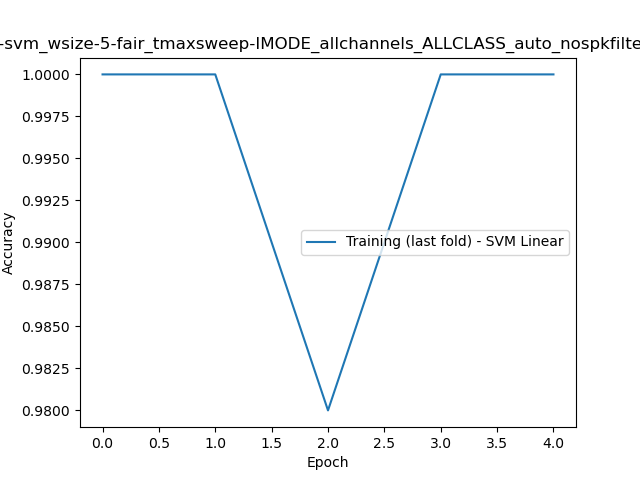 -svm_wsize-5-fair_tmaxsweep-IMODE_allchannels_ALLCLASS_auto_nospkfilte
1.0000
0.9975
0.9950
0.9925
0.9900
0.9875
0.9850
0.9825
0.9800
Accuracy
Training (last fold) - SVM Linear
0.0 0.5 1.0 1.5 2.0 2.5 3.0 3.5 4.0
Epoch